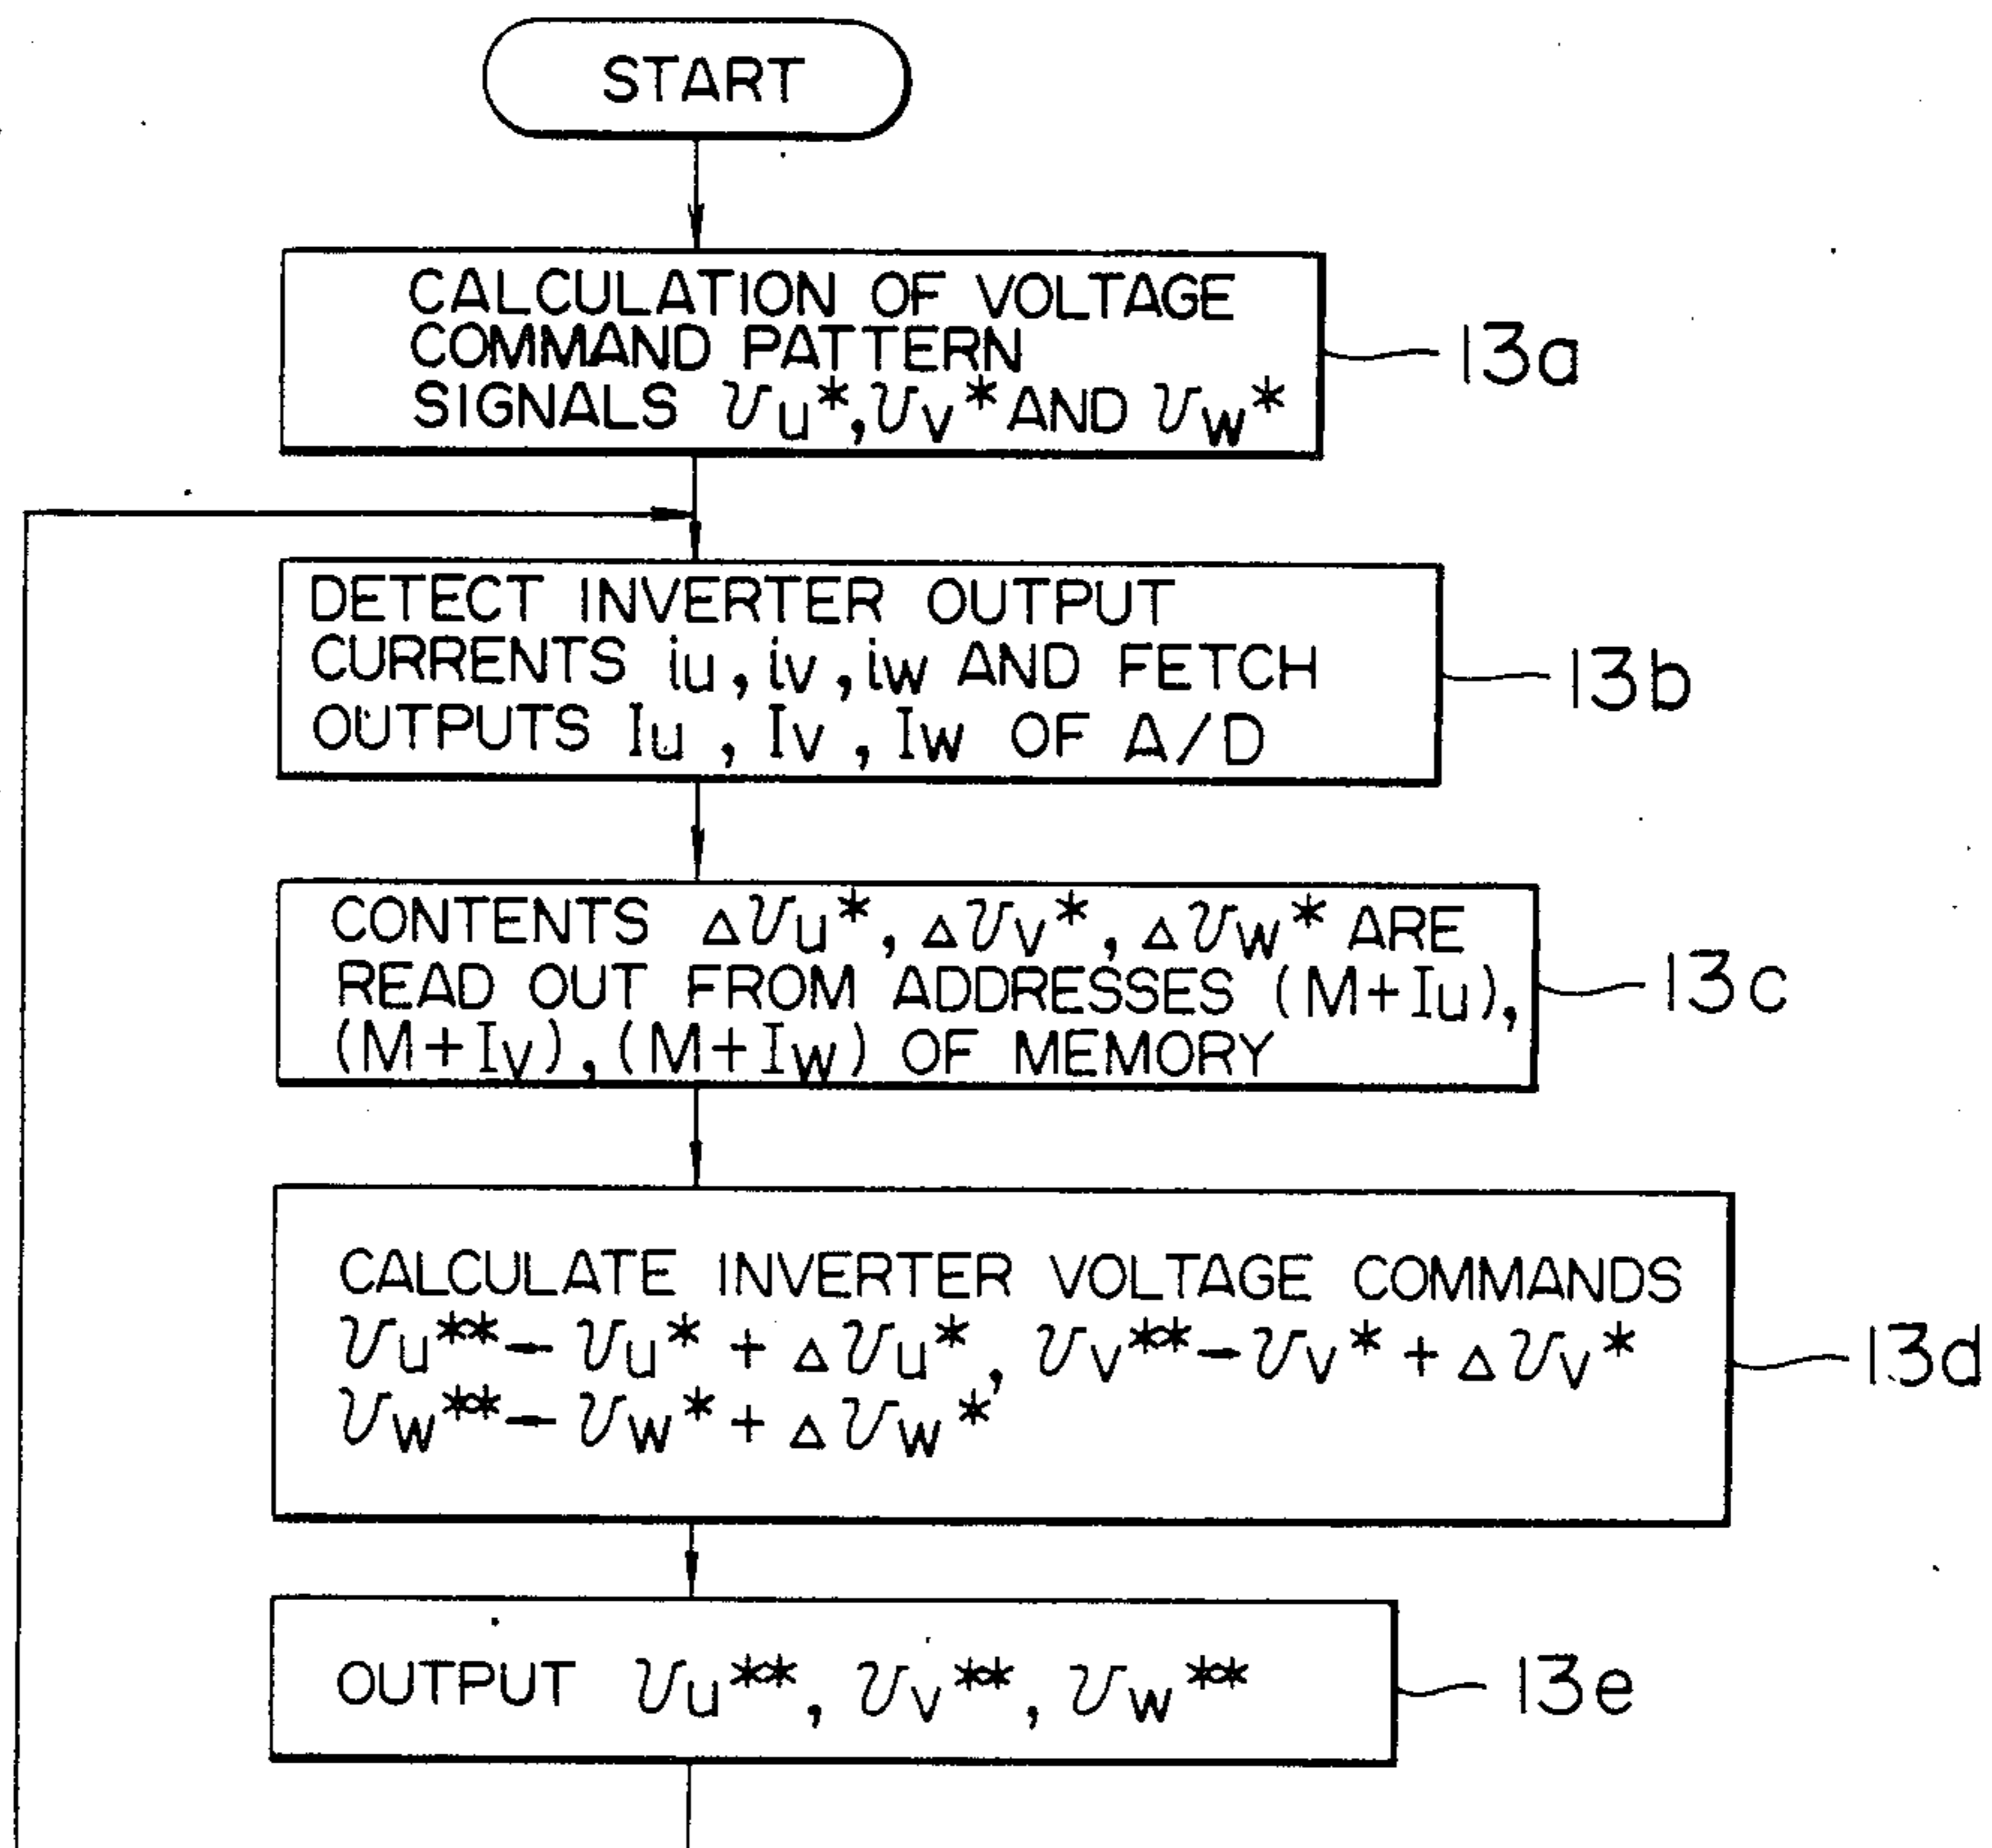 START
CALCULATION OF VOLTAGE
COMMAND PATTERN
SIGNALS vu*, vv* AND vw*
13a
DETECT INVERTER OUTPUT
CURRENTS iu, iv, iw AND FETCH
OUTPUTS Iu, Iv, Iw OF A/D
13b
CONTENTS Δvu*, Δvv*, Δvw* ARE
READ OUT FROM ADDRESSES (M+Iu),
(M+Iv), (M+Iw) OF MEMORY
13c
CALCULATE INVERTER VOLTAGE COMMANDS
vu** - vu* + Δvu*, vv** - vv* + Δvv*
vw** - vw* + Δvw*
13d
OUTPUT vu**, vv**, vw**
13e